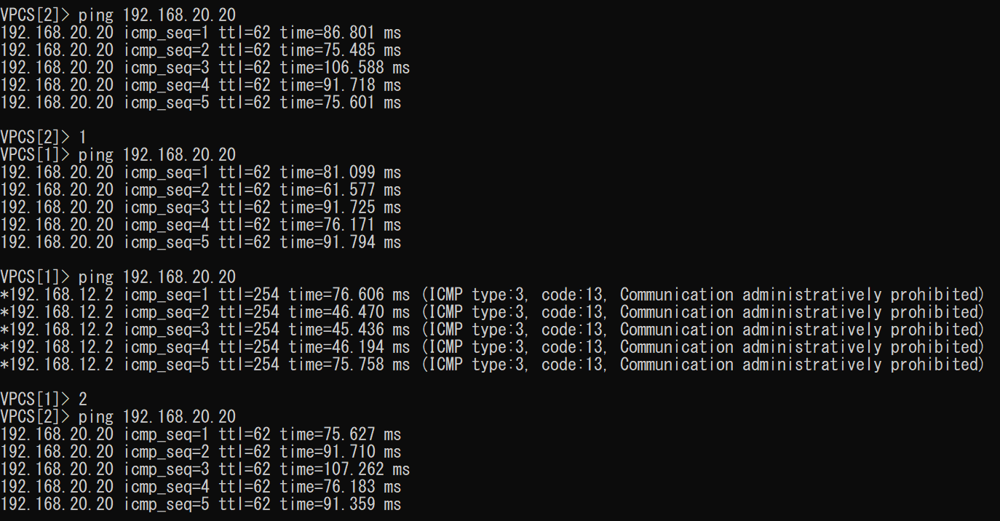 VPCS[2]> ping 192.168.20.20
192.168.20.20 icmp_seq=1 ttl=62 time=86.801 ms
192.168.20.20 icmp_seq=2 ttl=62 time=75.485 ms
192.168.20.20 icmp_seq=3 ttl=62 time=106.588 ms
192.168.20.20 icmp_seq=4 ttl=62 time=91.718 ms
192.168.20.20 icmp_seq=5 ttl=62 time=75.601 ms
VPCS[2]> 1
VPCS[1]> ping 192.168.20.20
192.168.20.20 icmp_seq=1 ttl=62 time=81.099 ms
192.168.20.20 icmp_seq=2 ttl=62 time=61.577 ms
192.168.20.20 icmp_seq=3 ttl=62 time=91.725 ms
192.168.20.20 icmp_seq=4 ttl=62 time=76.171 ms
192.168.20.20 icmp_seq=5 ttl=62 time=91.794 ms
VPCS[1]> ping 192.168.20.20
*192.168.12.2 icmp_seq=1 ttl=254 time=76.606 ms (ICMP type:3, code:13, Communication administratively prohibited)
*192.168.12.2 icmp_seq=2 ttl=254 time=46.470 ms (ICMP type:3, code:13, Communication administratively prohibited)
*192.168.12.2 icmp_seq=3 ttl=254 time=45.436 ms (ICMP type:3, code:13, Communication administratively prohibited)
*192.168.12.2 icmp_seq=4 ttl=254 time=46.194 ms (ICMP type:3, code:13, Communication administratively prohibited)
*192.168.12.2 icmp_seq=5 ttl=254 time=75.758 ms (ICMP type:3, code:13, Communication administratively prohibited)
VPCS[1]> 2
VPCS[2]> ping 192.168.20.20
192.168.20.20 icmp_seq=1 ttl=62 time=75.627 ms
192.168.20.20 icmp_seq=2 ttl=62 time=91.710 ms
192.168.20.20 icmp_seq=3 ttl=62 time=107.262 ms
192.168.20.20 icmp_seq=4 ttl=62 time=76.183 ms
192.168.20.20 icmp_seq=5 ttl=62 time=91.359 ms